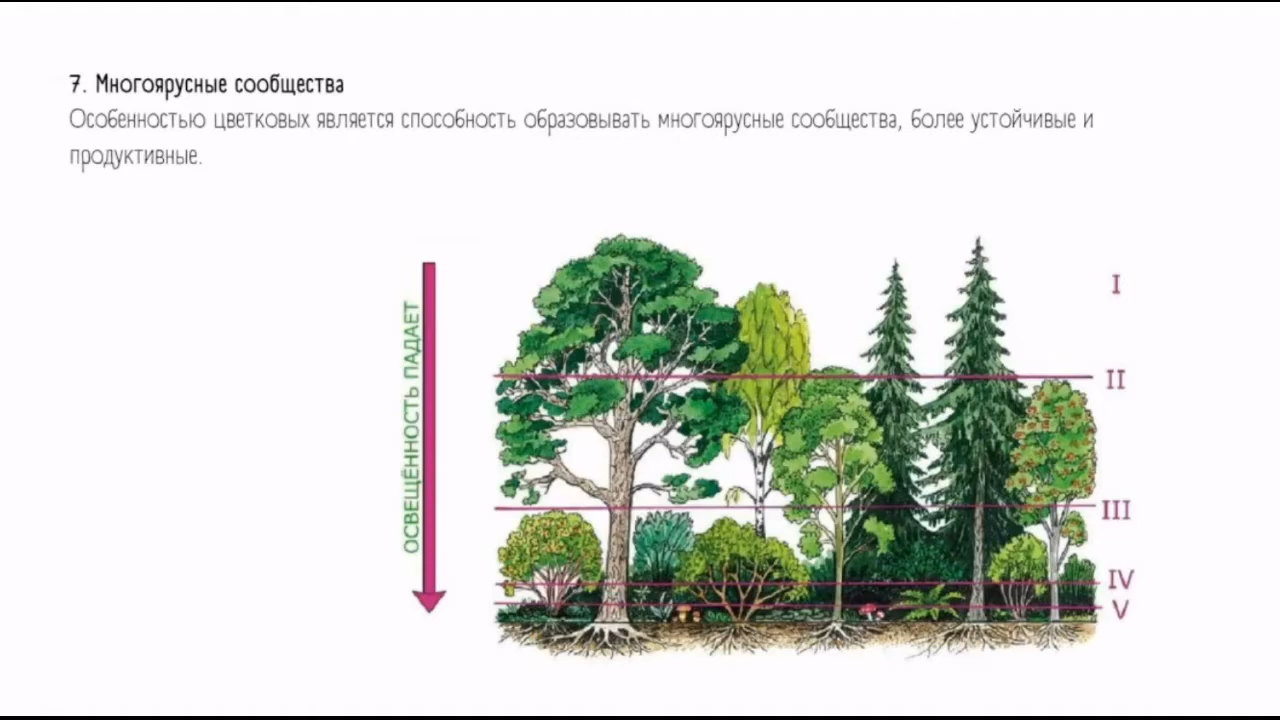 7. Многоярусные сообщества
Особенностью цветковых является способность образовывать многоярусные сообщества, более устойчивые и
продуктивные.
ОСВЕЩЁННОСТЬ ПАДАЕТ
I
II
III
IV
V